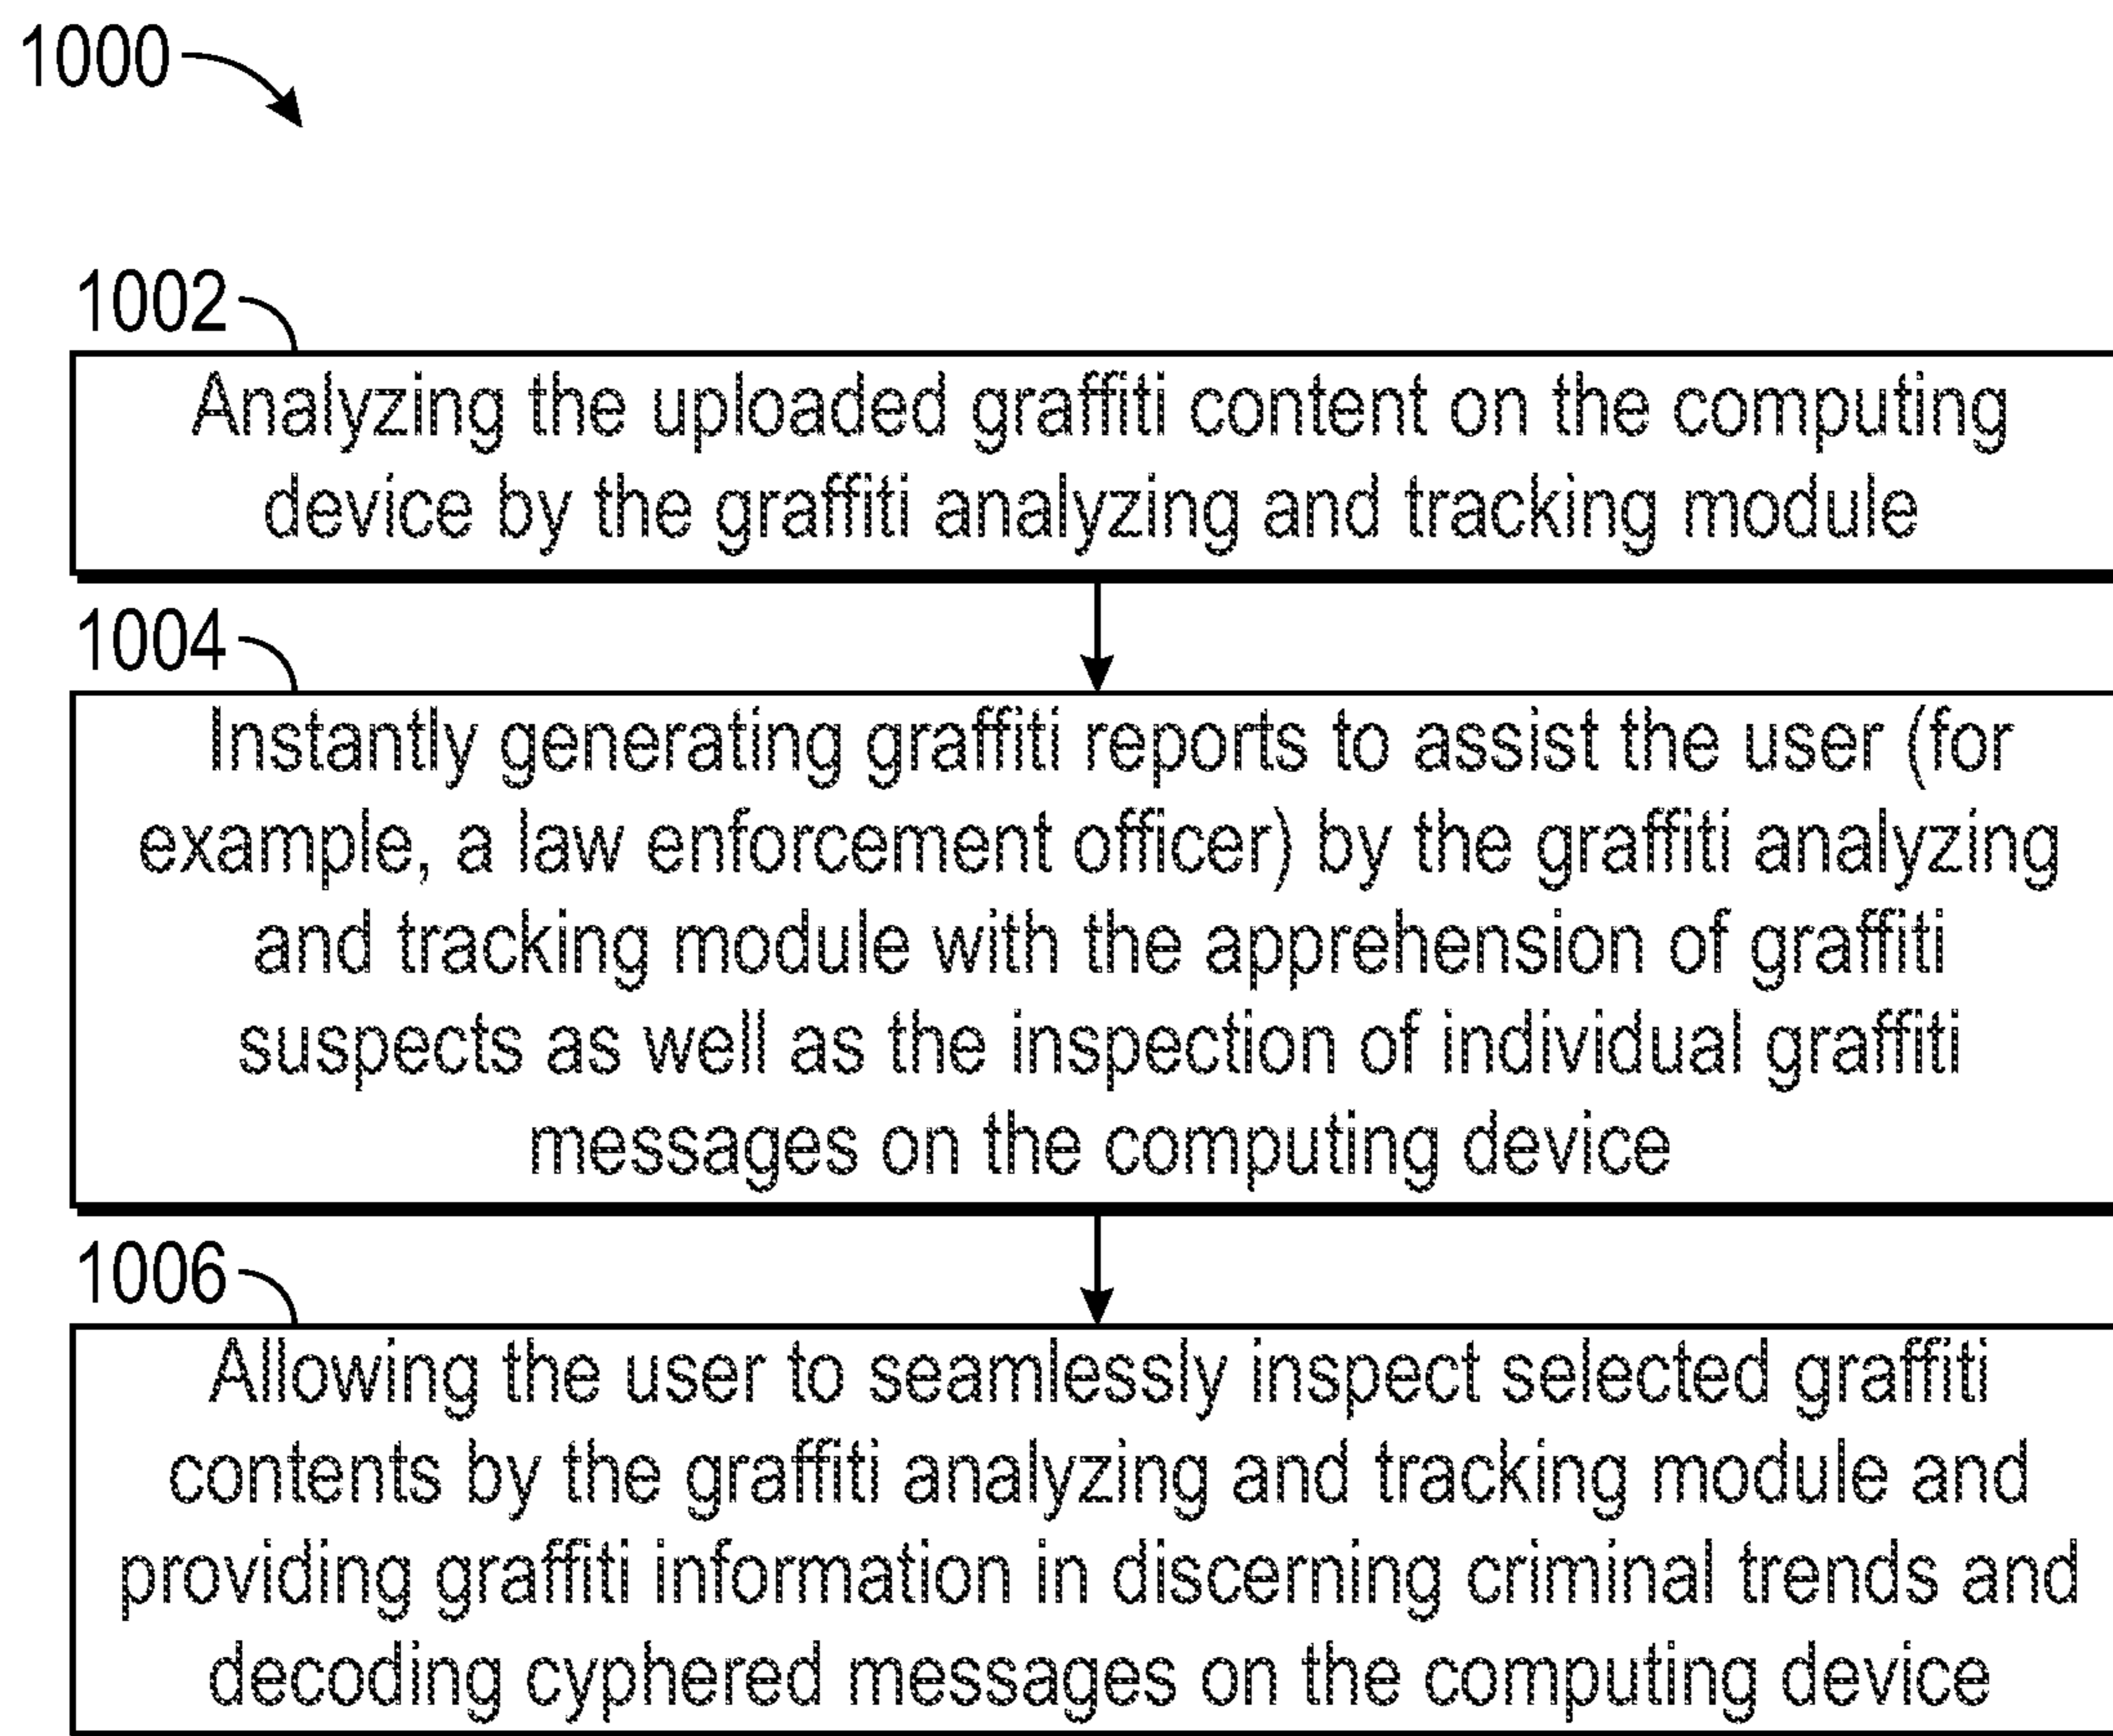 1000
1002
Analyzing the uploaded graffiti content on the computing
device by the graffiti analyzing and tracking module
1004
Instantly generating graffiti reports to assist the user (for
example, a law enforcement officer) by the graffiti analyzing
and tracking module with the apprehension of graffiti
suspects as well as the inspection of individual graffiti
messages on the computing device
1006
Allowing the user to seamlessly inspect selected graffiti
contents by the graffiti analyzing and tracking module and
providing graffiti information in discerning criminal trends and
decoding cyphered messages on the computing device